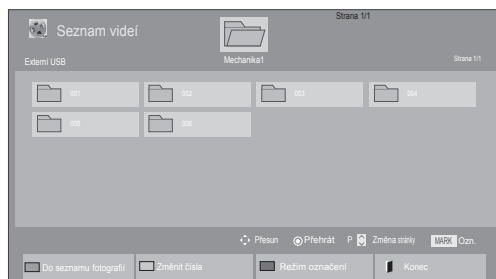 Strana 1/1
Seznam videí
Externí USB
Mechanika1
Strana 1/1
001
002
003
004
005
006
Přesun
Přehrát
P
Změna stránky
MARK
Ozn.
Do seznamu fotografií
Změnit čísla
Režim označení
Konec